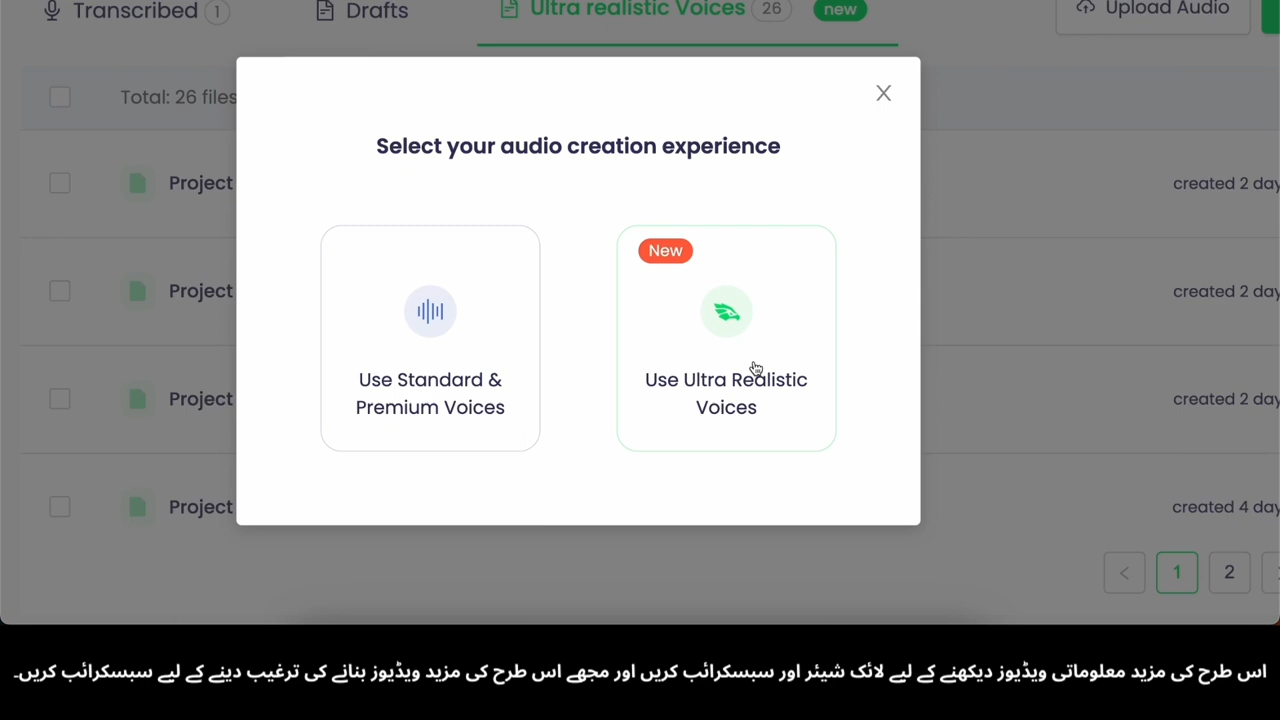 Transcribed 1 Drafts Ultra realistic Voices 26 new Upload Audio
Total: 26 files
Select your audio creation experience
Project created 2 day
Project created 2 day
Project created 2 day
Project created 4 day
New
Use Standard &
Premium Voices
Use Ultra Realistic
Voices
< 1 2
اس طرح کی مزید معلوماتی ویڈیوز دیکھنے کے لیے لائک شیئر اور سبسکرائب کریں اور مجھے اس طرح کی مزید ویڈیوز بنانے کی ترغیب دینے کے لیے سبسکرائب کریں۔